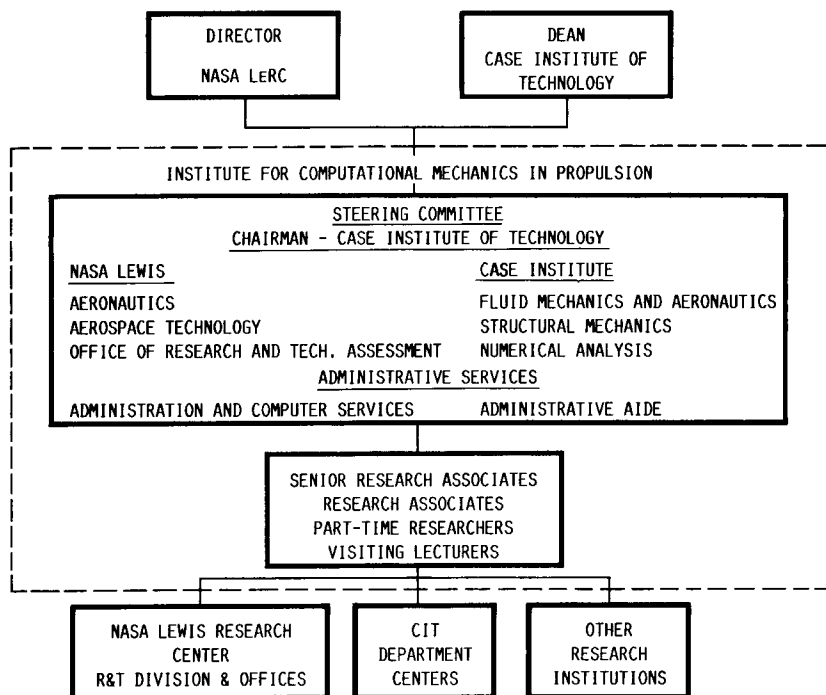 DIRECTOR
NASA LERC
DEAN
CASE INSTITUTE OF
TECHNOLOGY
INSTITUTE FOR COMPUTATIONAL MECHANICS IN PROPULSION
STEERING COMMITTEE
CHAIRMAN - CASE INSTITUTE OF TECHNOLOGY
NASA LEWIS
AERONAUTICS
AEROSPACE TECHNOLOGY
OFFICE OF RESEARCH AND TECH. ASSESSMENT
CASE INSTITUTE
FLUID MECHANICS AND AERONAUTICS
STRUCTURAL MECHANICS
NUMERICAL ANALYSIS
ADMINISTRATIVE SERVICES
ADMINISTRATION AND COMPUTER SERVICES
ADMINISTRATIVE AIDE
SENIOR RESEARCH ASSOCIATES
RESEARCH ASSOCIATES
PART-TIME RESEARCHERS
VISITING LECTURERS
NASA LEWIS RESEARCH
CENTER
R&T DIVISION & OFFICES
CIT
DEPARTMENT
CENTERS
OTHER
RESEARCH
INSTITUTIONS